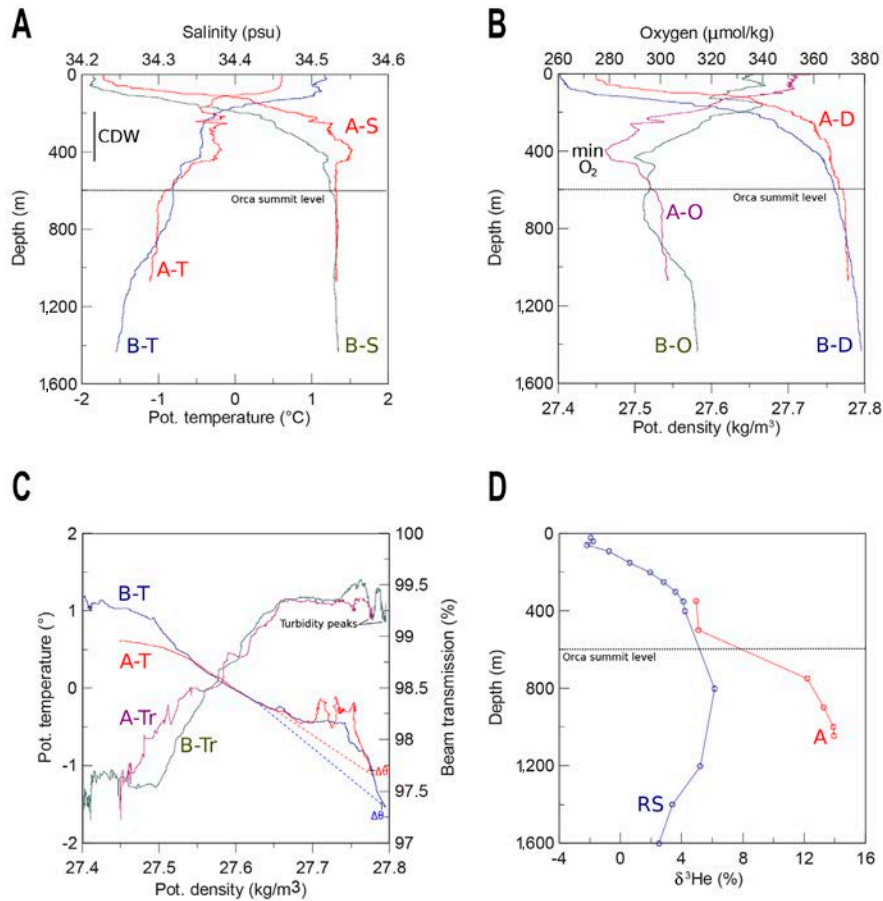 A
Salinity (psu)
34.2 34.3 34.4 34.5 34.6
0
400
800
1,200
1,600
Depth (m)
CDW
A-S
Orca summit level
A-T
B-T
B-S
-2 -1 0 1 2
Pot. temperature (°C)
B
Oxygen (µmol/kg)
260 280 300 320 340 360 380
0
400
800
1,200
1,600
Depth (m)
A-D
min
O2
Orca summit level
A-O
B-O
B-D
27.4 27.5 27.6 27.7 27.8
Pot. density (kg/m³)
C
2
1
0
-1
-2
Pot. temperature (°)
B-T
A-T
A-Tr
B-Tr
Turbidity peaks
Δθ
Δθ
100
99.5
99
98.5
98
97.5
97
Beam transmission (%)
27.4 27.5 27.6 27.7 27.8
Pot. density (kg/m3)
D
0
400
800
1,200
1,600
Depth (m)
Orca summit level
A
RS
-4 0 4 8 12 16
δ³He (%)